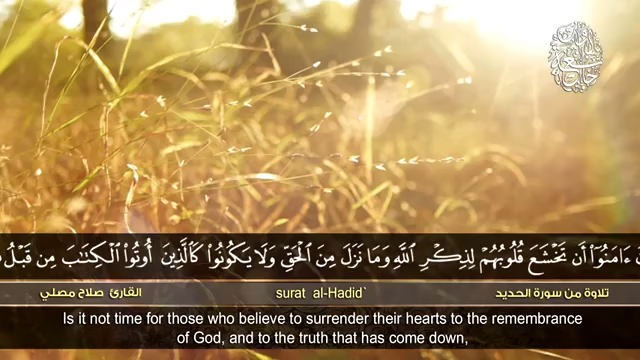 ءَامَنُوٓا۟ أَن تَخْشَعَ قُلُوبُهُمْ لِذِكْرِ ٱللَّهِ وَمَا نَزَلَ مِنَ ٱلْحَقِّ وَلَا يَكُونُوا۟ كَٱلَّذِينَ أُوتُوا۟ ٱلْكِتَٰبَ مِن قَبْلُ
تلاوة من سورة الحديد surat al-Hadid` القارئ صلاح مصلي
Is it not time for those who believe to surrender their hearts to the remembrance
of God, and to the truth that has come down,